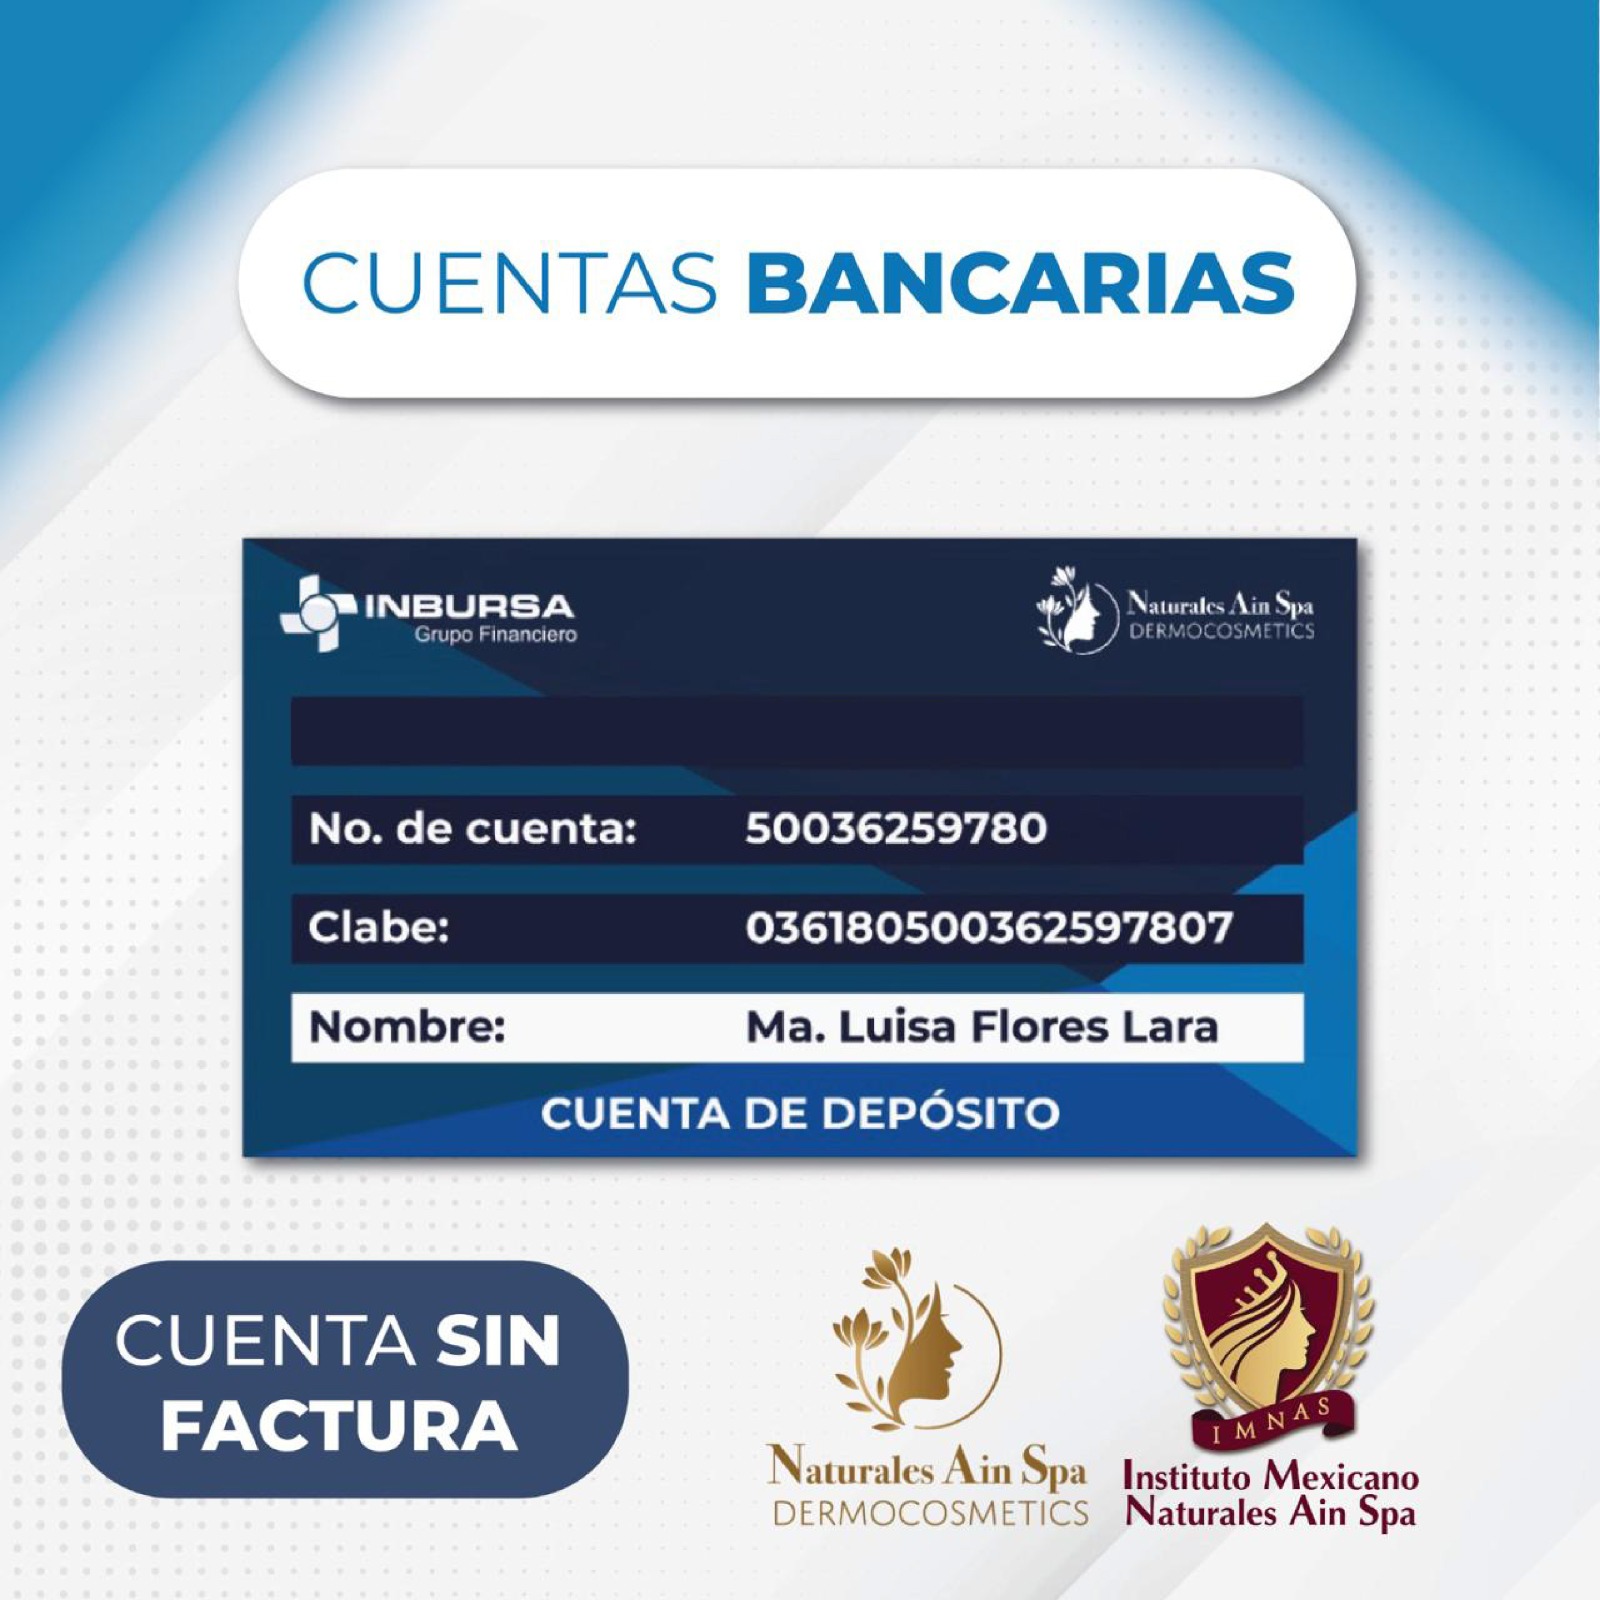 CUENTAS BANCARIAS
INBURSA
Grupo Financiero
Naturales Ain Spa
DERMOCOSMETICS
No. de cuenta: 50036259780
Clabe: 036180500362597807
Nombre: Ma. Luisa Flores Lara
CUENTA DE DEPÓSITO
CUENTA SIN
FACTURA
Naturales Ain Spa
DERMOCOSMETICS
IMNAS
Instituto Mexicano
Naturales Ain Spa